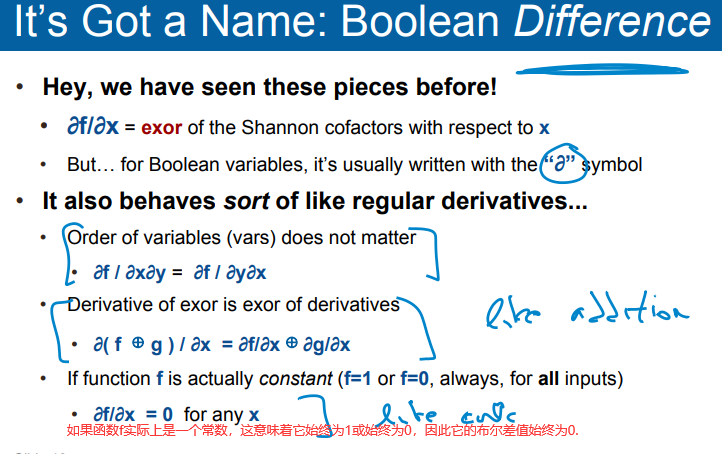 It's Got a Name: Boolean Difference
• Hey, we have seen these pieces before!
• ∂f/∂x = exor of the Shannon cofactors with respect to x
• But… for Boolean variables, it's usually written with the “∂” symbol
• It also behaves sort of like regular derivatives...
• Order of variables (vars) does not matter
• ∂f / ∂x∂y = ∂f / ∂y∂x
• Derivative of exor is exor of derivatives
like addition
• ∂( f ⊕ g ) / ∂x = ∂f/∂x ⊕ ∂g/∂x
• If function f is actually constant (f=1 or f=0, always, for all inputs)
• ∂f/∂x = 0 for any x
like
如果函数f实际上是一个常数，这意味着它始终为1或始终为0，因此它的布尔差值始终为0.